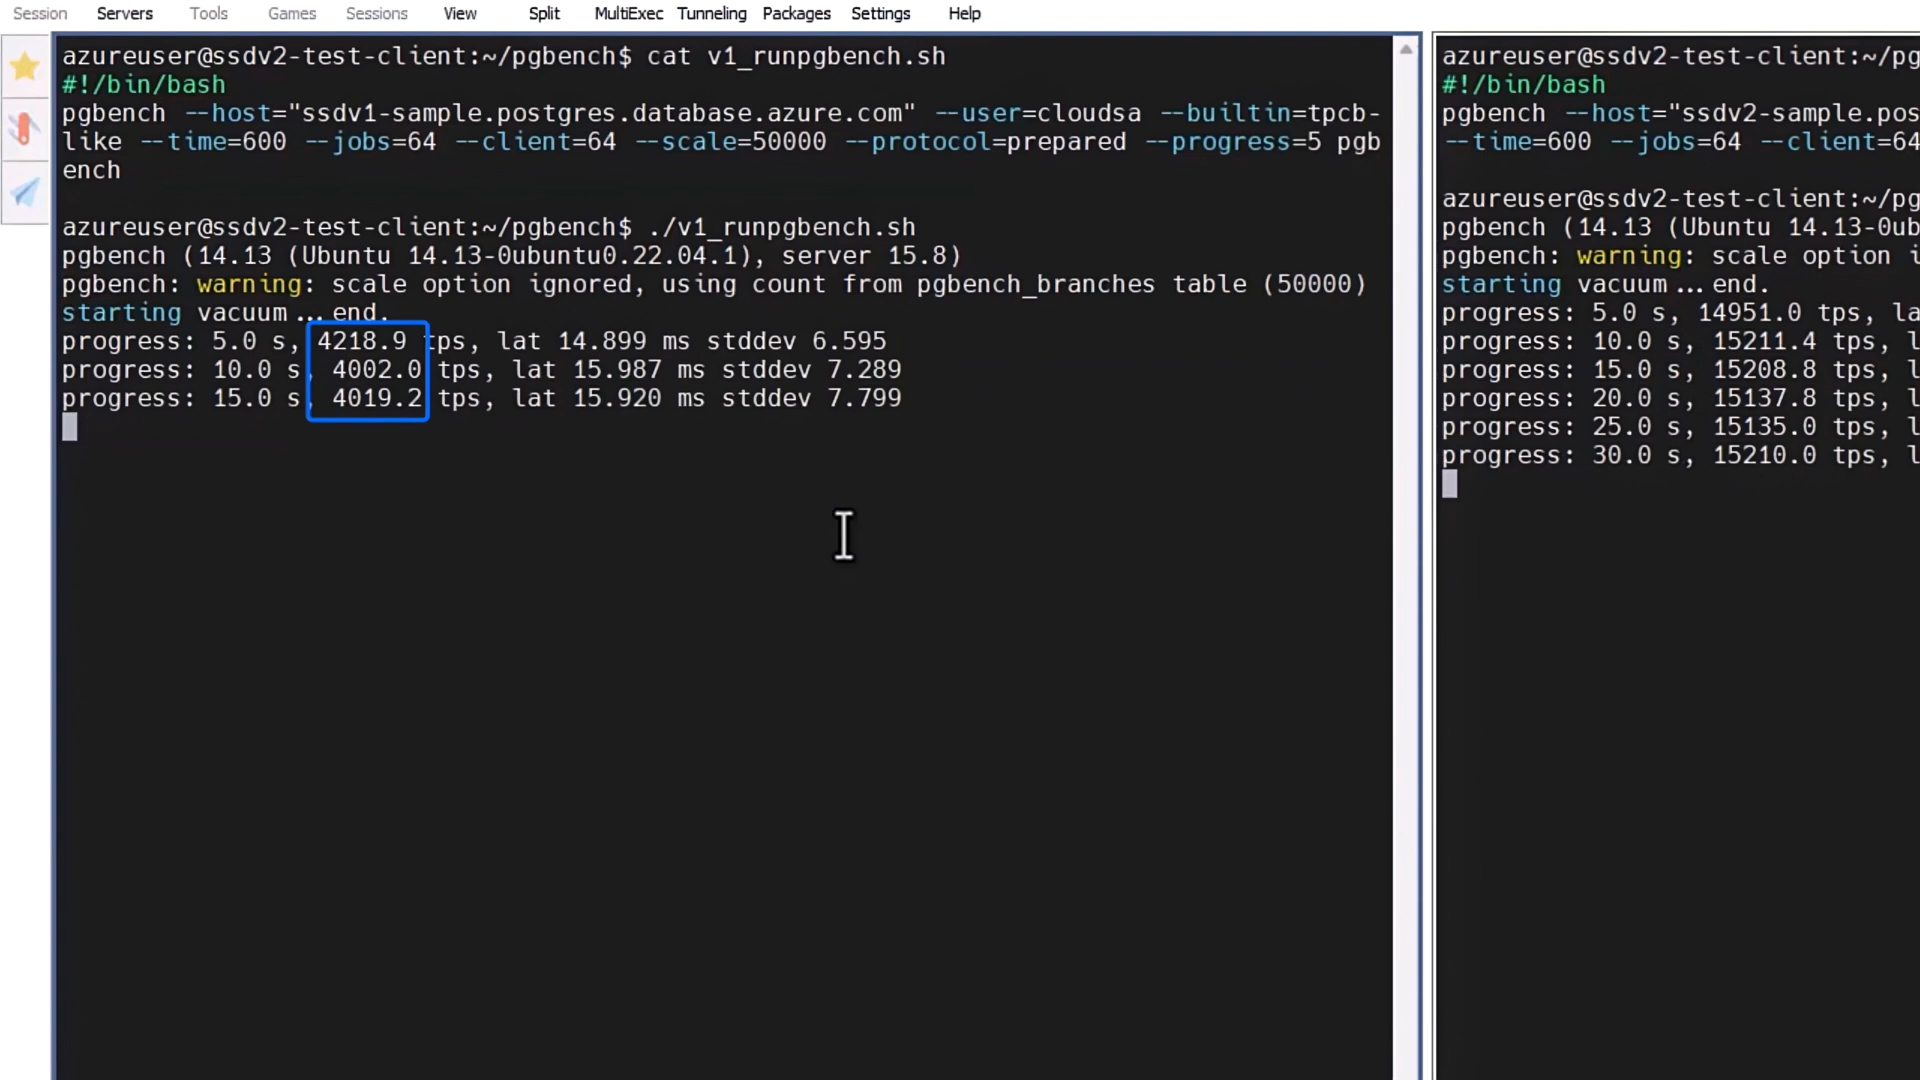 Session Servers Tools Games Sessions View Split MultiExec Tunneling Packages Settings Help
azureuser@ssdv2-test-client:~/pgbench$ cat v1_runpgbench.sh
#!/bin/bash
pgbench --host="ssdv1-sample.postgres.database.azure.com" --user=cloudsa --builtin=tpcb-
like --time=600 --jobs=64 --client=64 --scale=50000 --protocol=prepared --progress=5 pgb
ench
azureuser@ssdv2-test-client:~/pgbench$ ./v1_runpgbench.sh
pgbench (14.13 (Ubuntu 14.13-0ubuntu0.22.04.1), server 15.8)
pgbench: warning: scale option ignored, using count from pgbench_branches table (50000)
starting vacuum...end.
progress: 5.0 s, 4218.9 tps, lat 14.899 ms stddev 6.595
progress: 10.0 s, 4002.0 tps, lat 15.987 ms stddev 7.289
progress: 15.0 s, 4019.2 tps, lat 15.920 ms stddev 7.799
azureuser@ssdv2-test-client:~/pg
#!/bin/bash
pgbench --host="ssdv2-sample.pos
--time=600 --jobs=64 --client=64
azureuser@ssdv2-test-client:~/pg
pgbench (14.13 (Ubuntu 14.13-0ub
pgbench: warning: scale option i
starting vacuum...end.
progress: 5.0 s, 14951.0 tps, la
progress: 10.0 s, 15211.4 tps, l
progress: 15.0 s, 15208.8 tps, l
progress: 20.0 s, 15137.8 tps, l
progress: 25.0 s, 15135.0 tps, l
progress: 30.0 s, 15210.0 tps, l